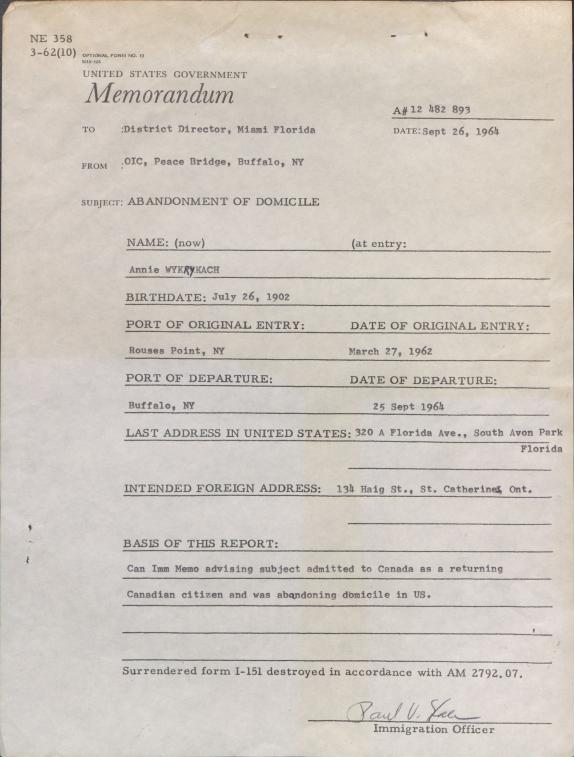 NE 358
3-62(10)
OPTIONAL FORM NO. 10
UNITED STATES GOVERNMENT
Memorandum
A# 12 482 893
TO :District Director, Miami Florida
DATE: Sept 26, 1964
FROM :OIC, Peace Bridge, Buffalo, NY
SUBJECT: ABANDONMENT OF DOMICILE
NAME: (now) (at entry:
Annie WYKRYKACH
BIRTHDATE: July 26, 1902
PORT OF ORIGINAL ENTRY: DATE OF ORIGINAL ENTRY:
Rouses Point, NY March 27, 1962
PORT OF DEPARTURE: DATE OF DEPARTURE:
Buffalo, NY 25 Sept 1964
LAST ADDRESS IN UNITED STATES: 320 A Florida Ave., South Avon Park
Florida
INTENDED FOREIGN ADDRESS: 134 Haig St., St. Catherines, Ont.
BASIS OF THIS REPORT:
Can Imm Memo advising subject admitted to Canada as a returning
Canadian citizen and was abandoning domicile in US.
Surrendered form I-151 destroyed in accordance with AM 2792.07.
Paul V.
Immigration Officer